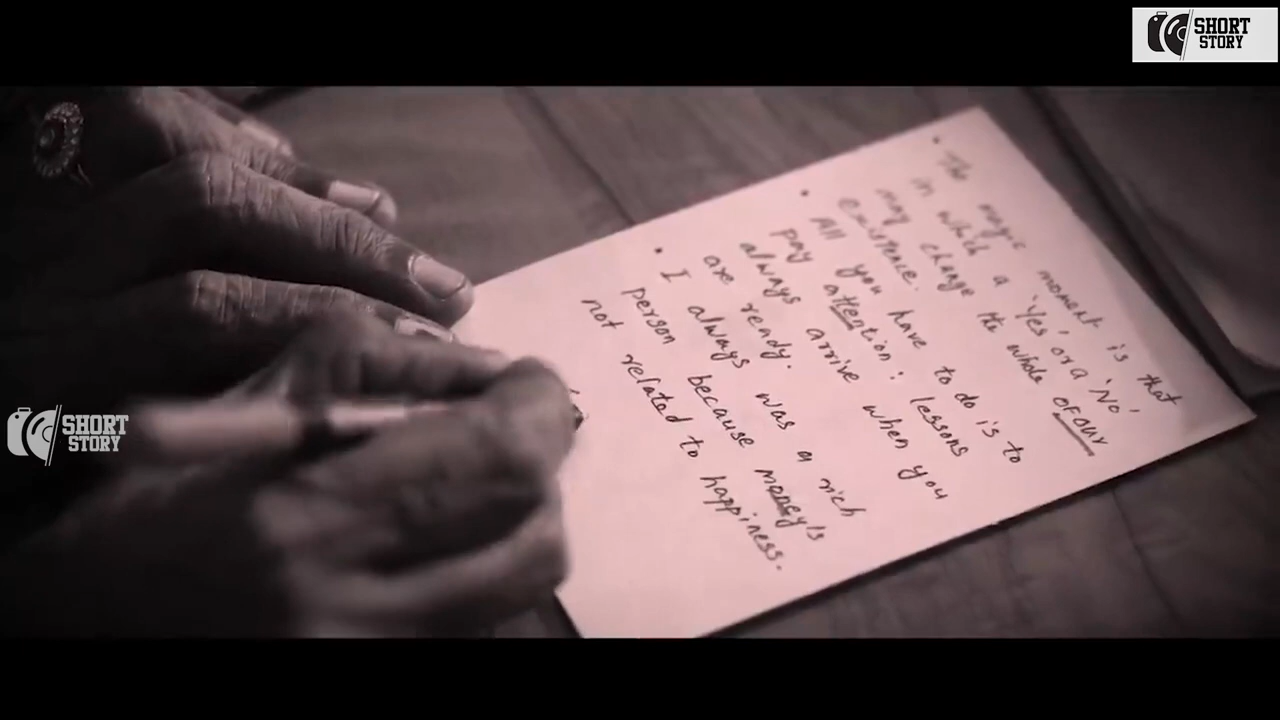 SHORT
STORY
• The magic moment is that
in which a 'Yes' or a 'No',
may change the whole of our
existence.
• All you have to do is to
pay attention : lessons
always arrive when you
are ready.
• I always was a rich
person because money is
not related to happiness.
SHORT
STORY